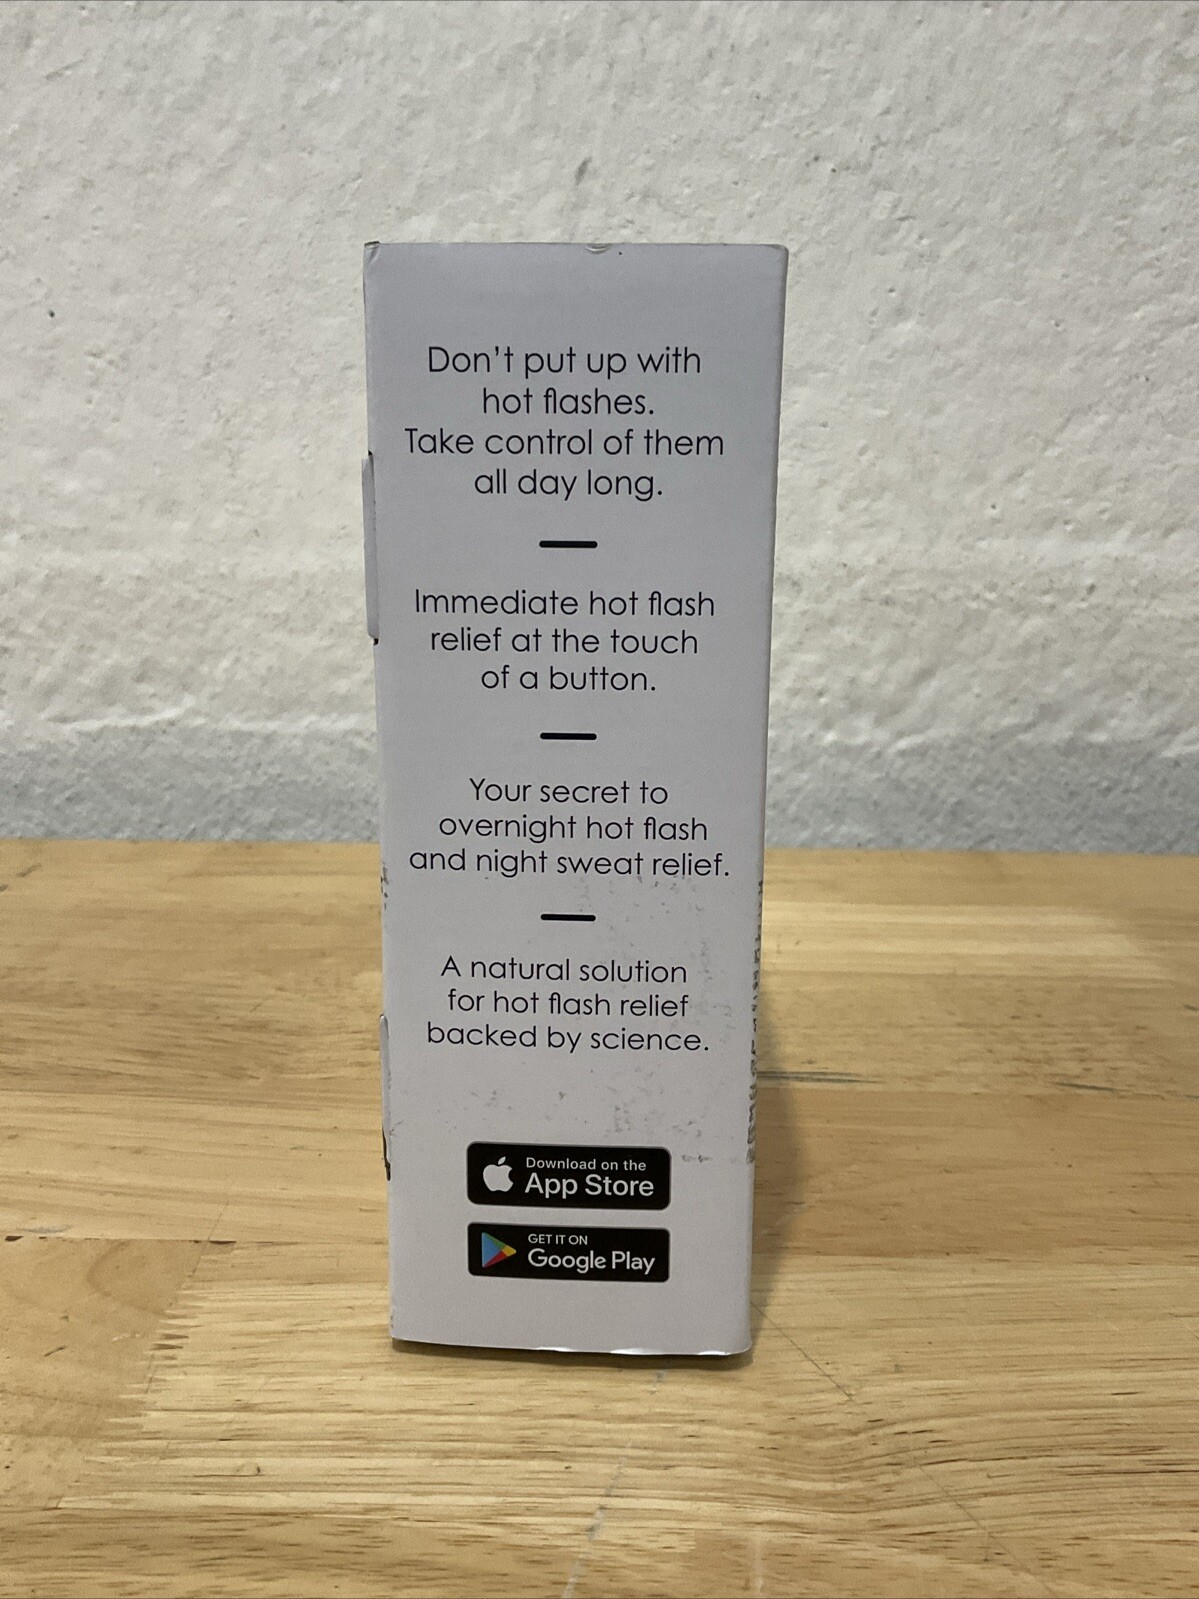 Don't put up with
hot flashes.
Take control of them
all day long.
Immediate hot flash
relief at the touch
of a button.
Your secret to
overnight hot flash
and night sweat relief.
A natural solution
for hot flash relief
backed by science.
Download on the
App Store
GET IT ON
Google Play